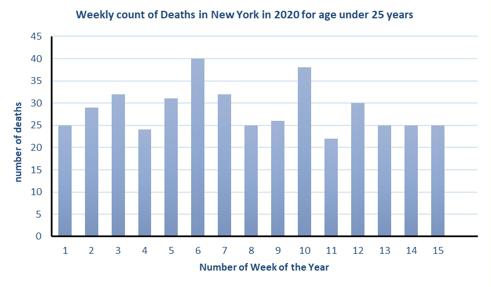 Weekly count of Deaths in New York in 2020 for age under 25 years
number of deaths
45
40
35
30
25
20
15
10
5
0
1 2 3 4 5 6 7 8 9 10 11 12 13 14 15
Number of Week of the Year